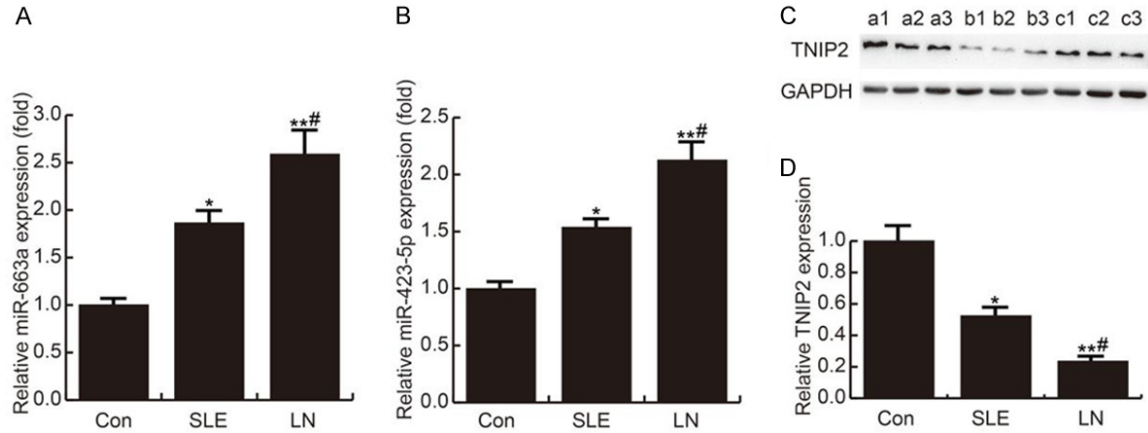 A
Relative miR-663a expression (fold)
3.0
2.5
2.0
1.5
1.0
0.5
0.0
*
**#
Con SLE LN
B
Relative miR-423-5p expression (fold)
2.5
2.0
1.5
1.0
0.5
0.0
*
**#
Con SLE LN
C
a1 a2 a3 b1 b2 b3 c1 c2 c3
TNIP2
GAPDH
D
Relative TNIP2 expression
1.0
0.8
0.6
0.4
0.2
0.0
*
**#
Con SLE LN